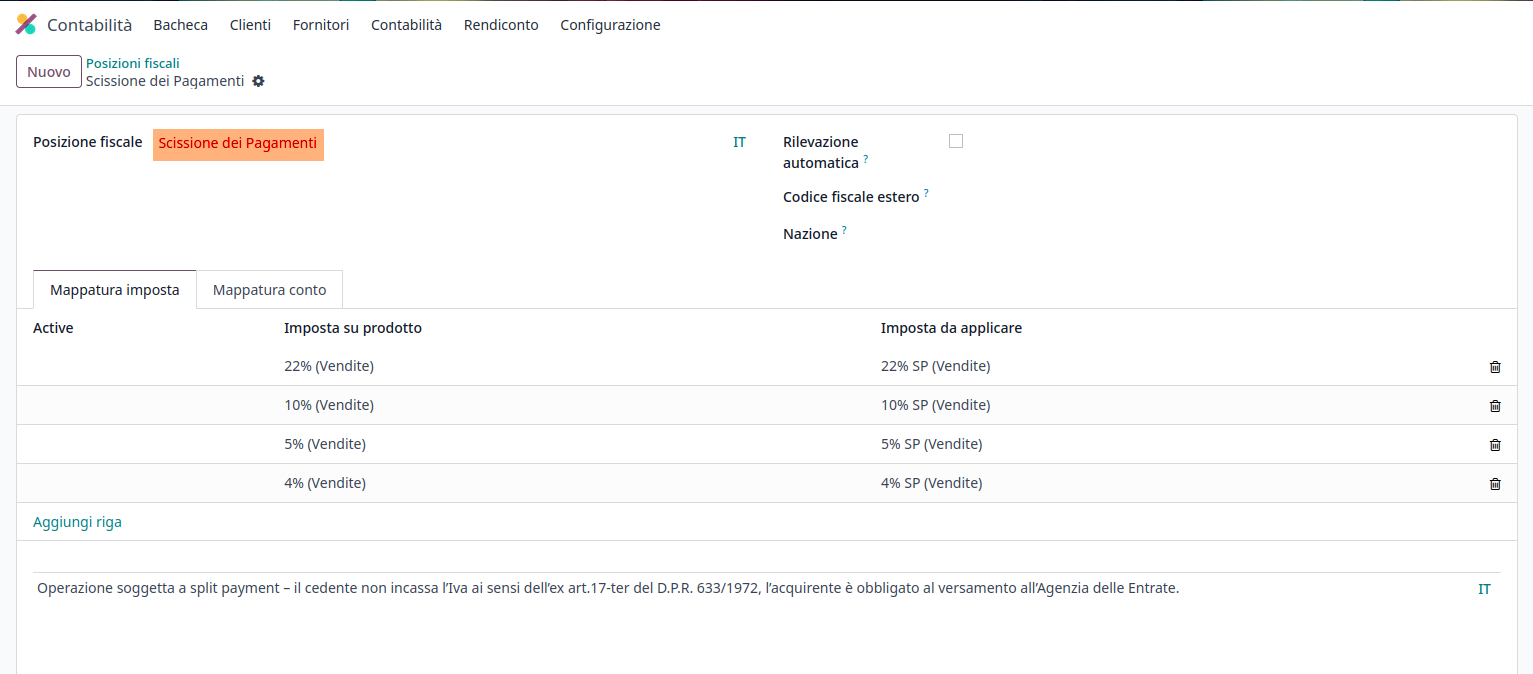 Contabilità Bacheca Clienti Fornitori Contabilità Rendiconto Configurazione
Nuovo
Posizioni fiscali
Scissione dei Pagamenti
Posizione fiscale Scissione dei Pagamenti IT
Rilevazione automatica ?
Codice fiscale estero ?
Nazione ?
Mappatura imposta Mappatura conto
Active Imposta su prodotto Imposta da applicare
22% (Vendite) 22% SP (Vendite)
10% (Vendite) 10% SP (Vendite)
5% (Vendite) 5% SP (Vendite)
4% (Vendite) 4% SP (Vendite)
Aggiungi riga
Operazione soggetta a split payment – il cedente non incassa l’Iva ai sensi dell’ex art.17-ter del D.P.R. 633/1972, l’acquirente è obbligato al versamento all’Agenzia delle Entrate. IT